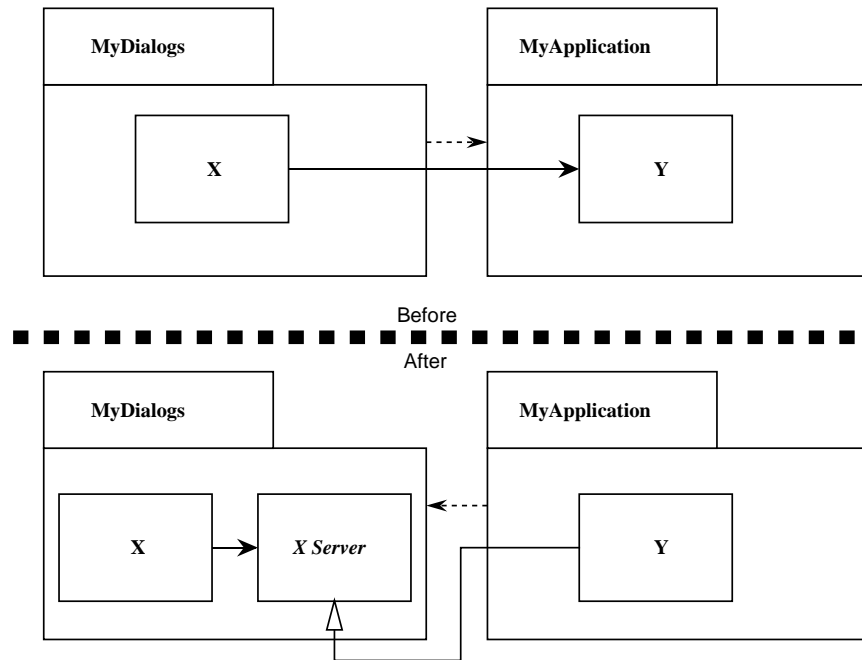 MyDialogs
MyApplication
X
Y
Before
After
MyDialogs
MyApplication
X
X Server
Y